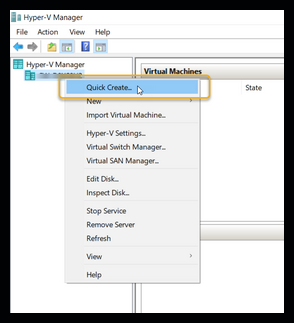 Hyper-V Manager
File Action View Help
Hyper-V Manager
Virtual Machines
State
Quick Create...
New
Import Virtual Machine...
Hyper-V Settings...
Virtual Switch Manager...
Virtual SAN Manager...
Edit Disk...
Inspect Disk...
Stop Service
Remove Server
Refresh
View
Help